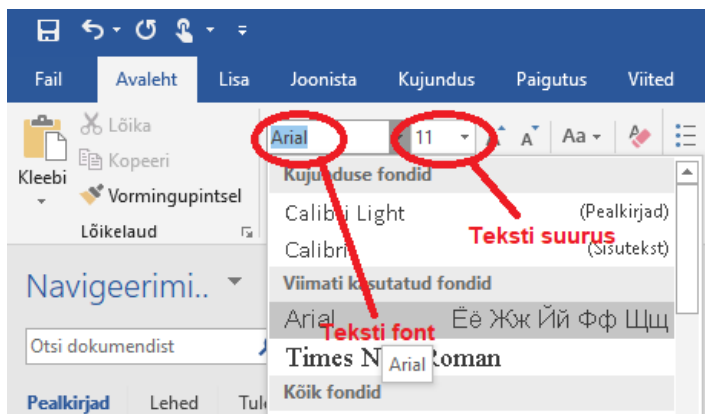 Fail Avaleht Lisa Joonista Kujundus Paigutus Viited
Lõika
Kopeeri
Kleebi
Vormingupintsel
Lõikelaud
Arial 11 A A Aa
Kujunduse fondid
Calibri Light (Pealkirjad)
Teksti suurus
Calibri (Sisutekst)
Viimati kasutatud fondid
Arial Ёё Жж Йй Фф Щщ
Teksti font
Times New Roman
Arial
Kõik fondid
Navigeerimi..
Otsi dokumendist
Pealkirjad Lehed